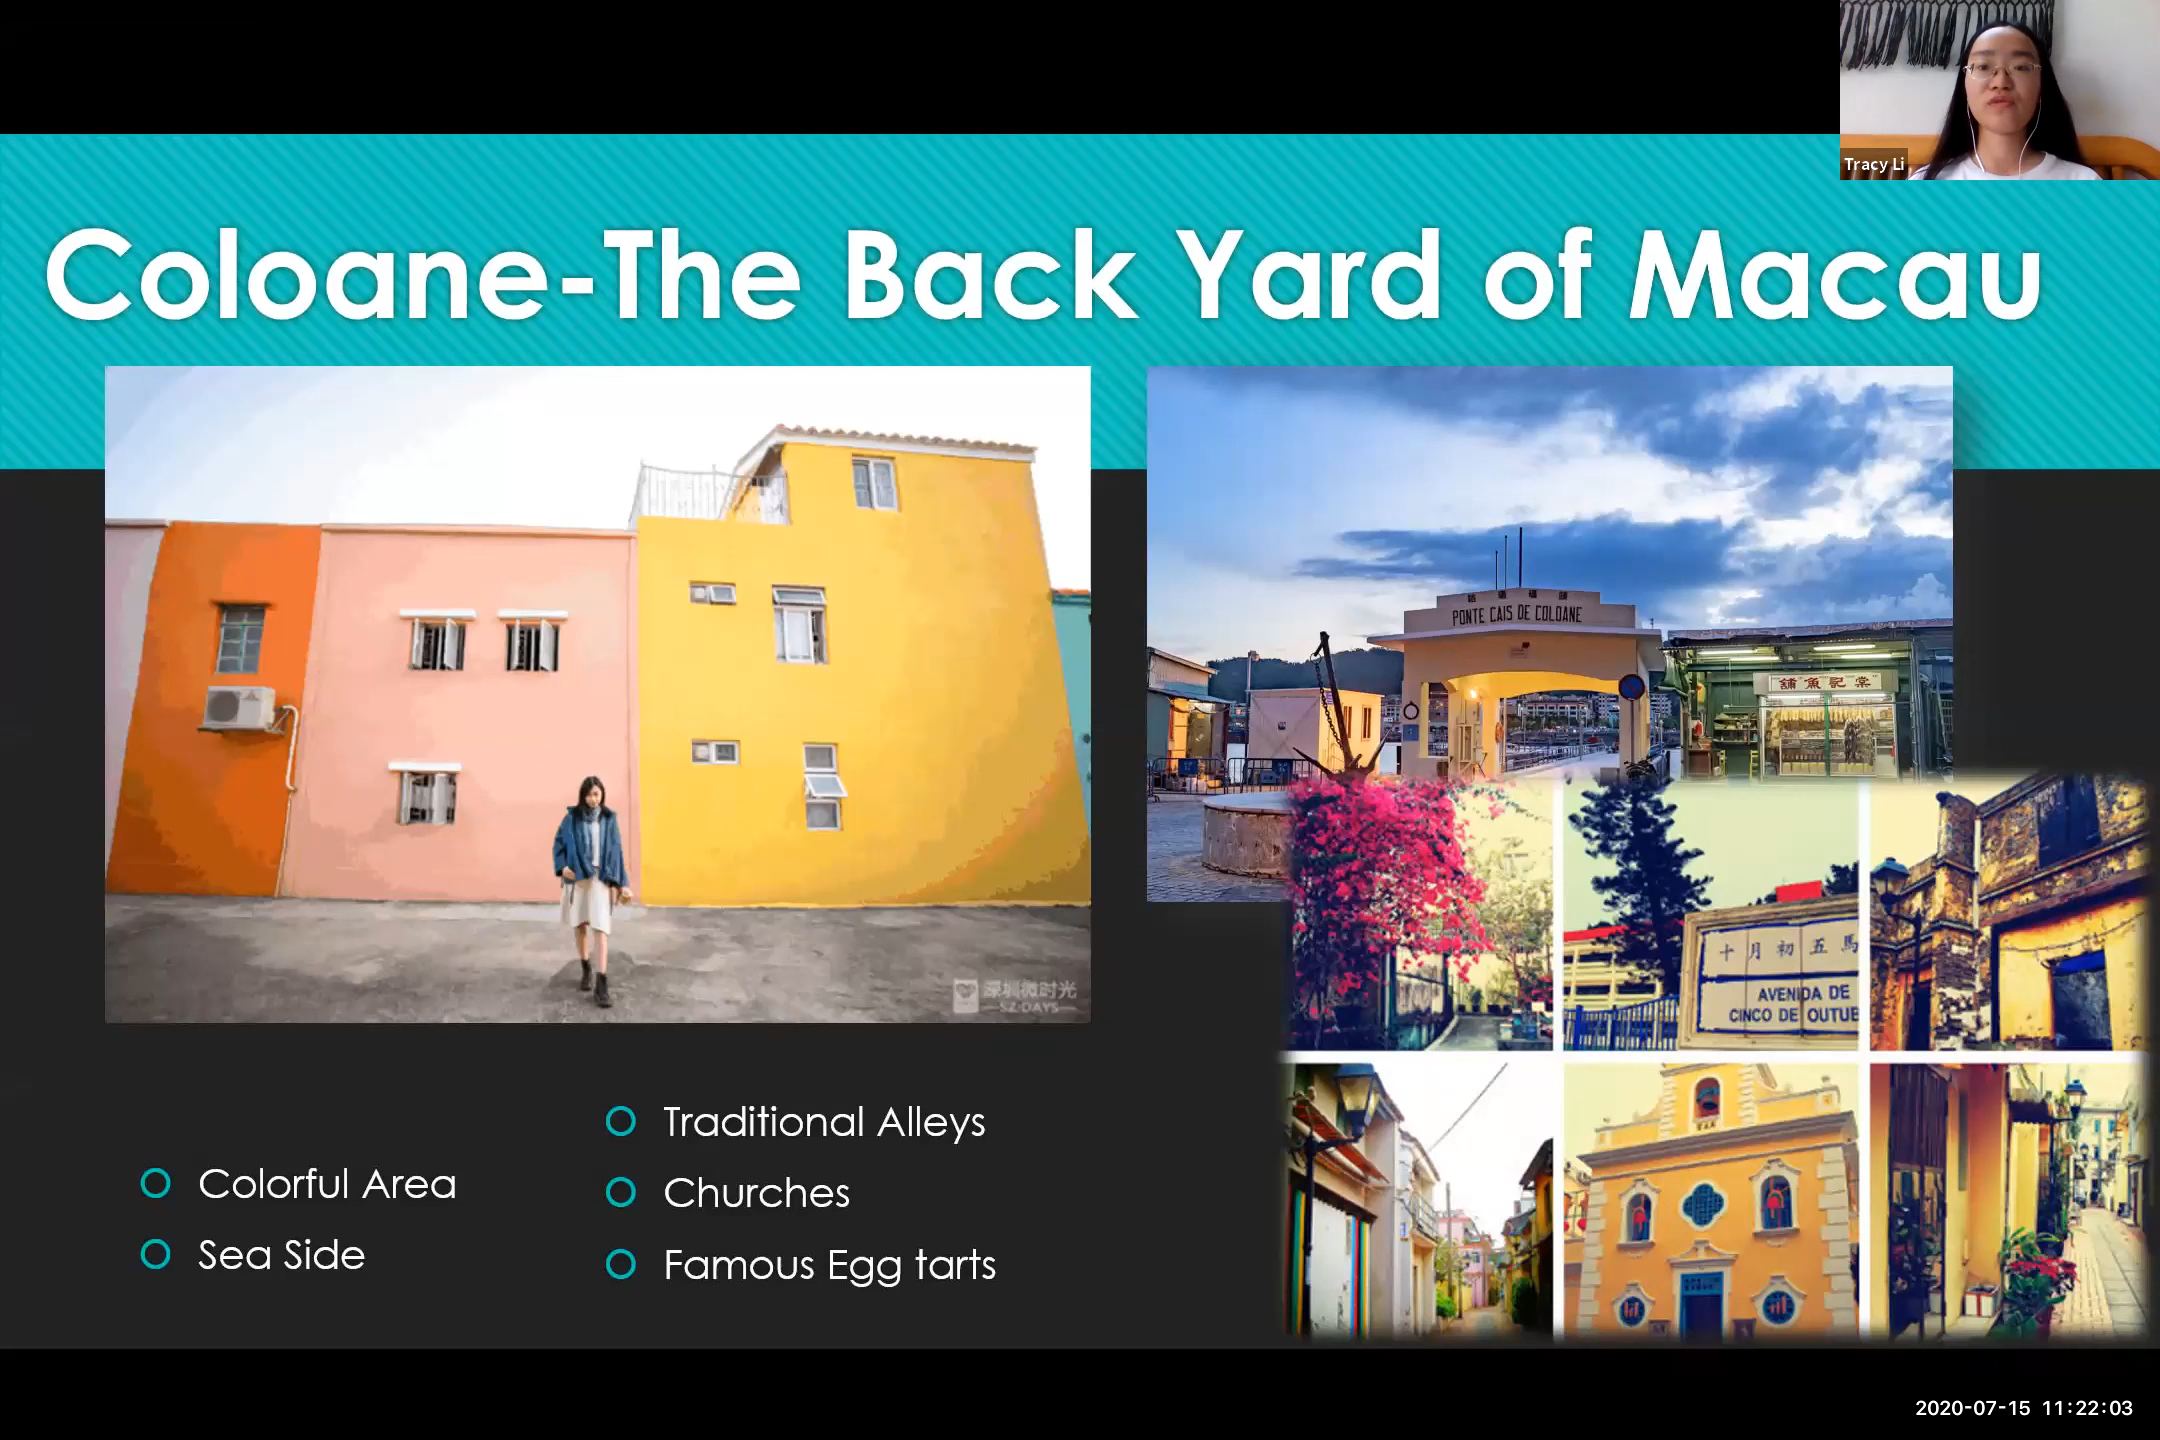 Tracy Li
Coloane-The Back Yard of Macau
PONTE CAIS DE COLOANE
舖魚記棠
深圳微时光
SZ·DAYS
十月初五馬
AVENIDA DE
CINCO DE OUTUB
Colorful Area
Sea Side
Traditional Alleys
Churches
Famous Egg tarts
2020-07-15 11:22:03